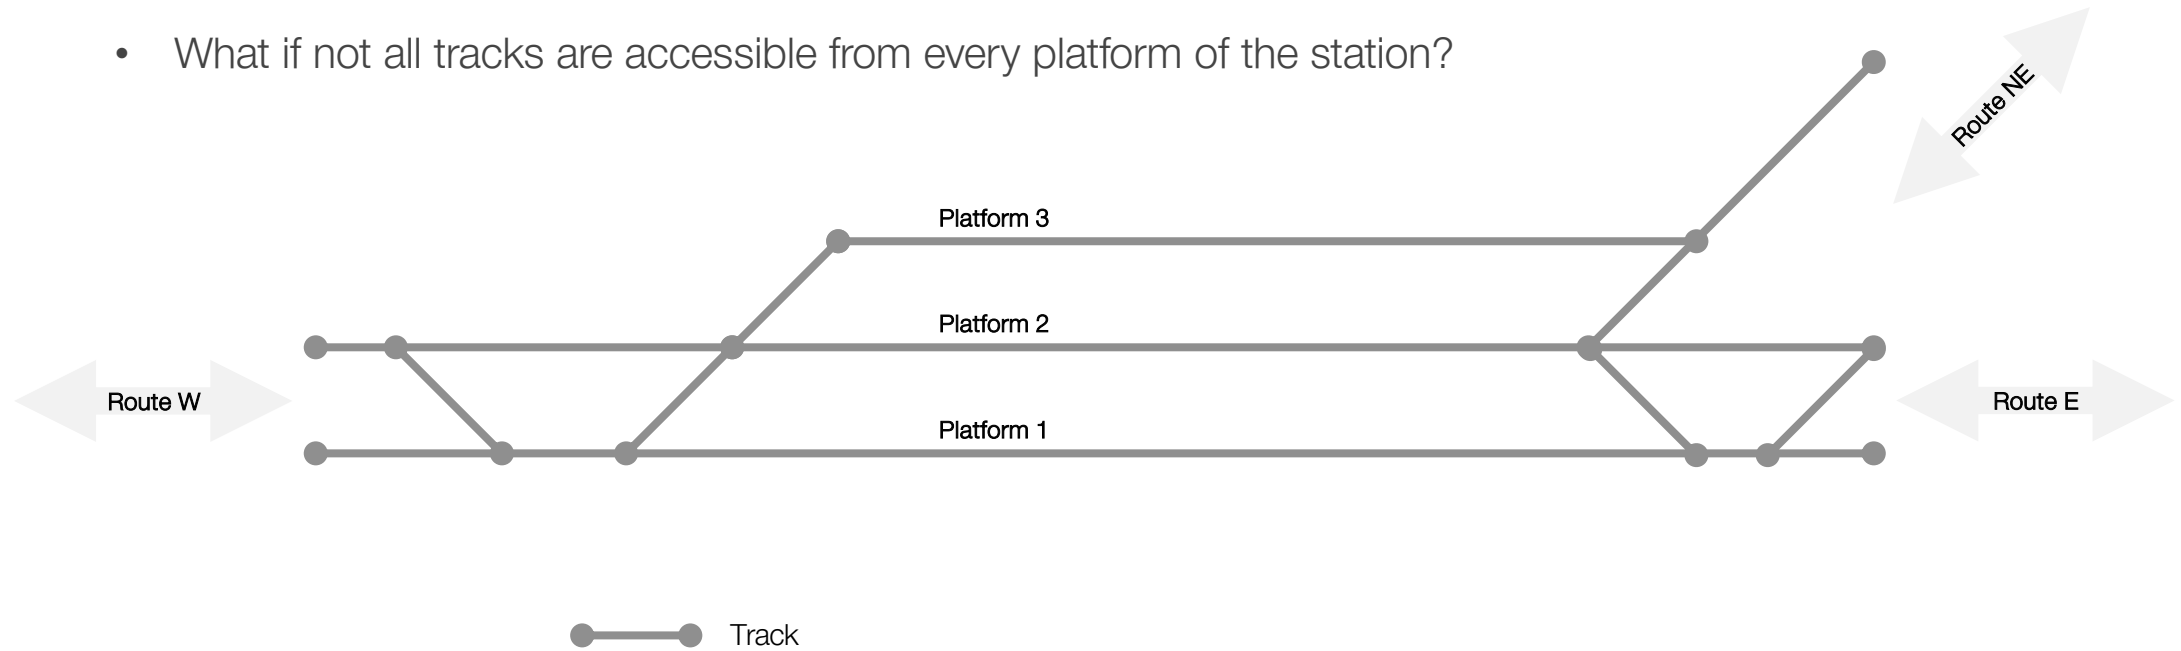 • What if not all tracks are accessible from every platform of the station?
Route NE
Platform 3
Platform 2
Route W
Route E
Platform 1
Track